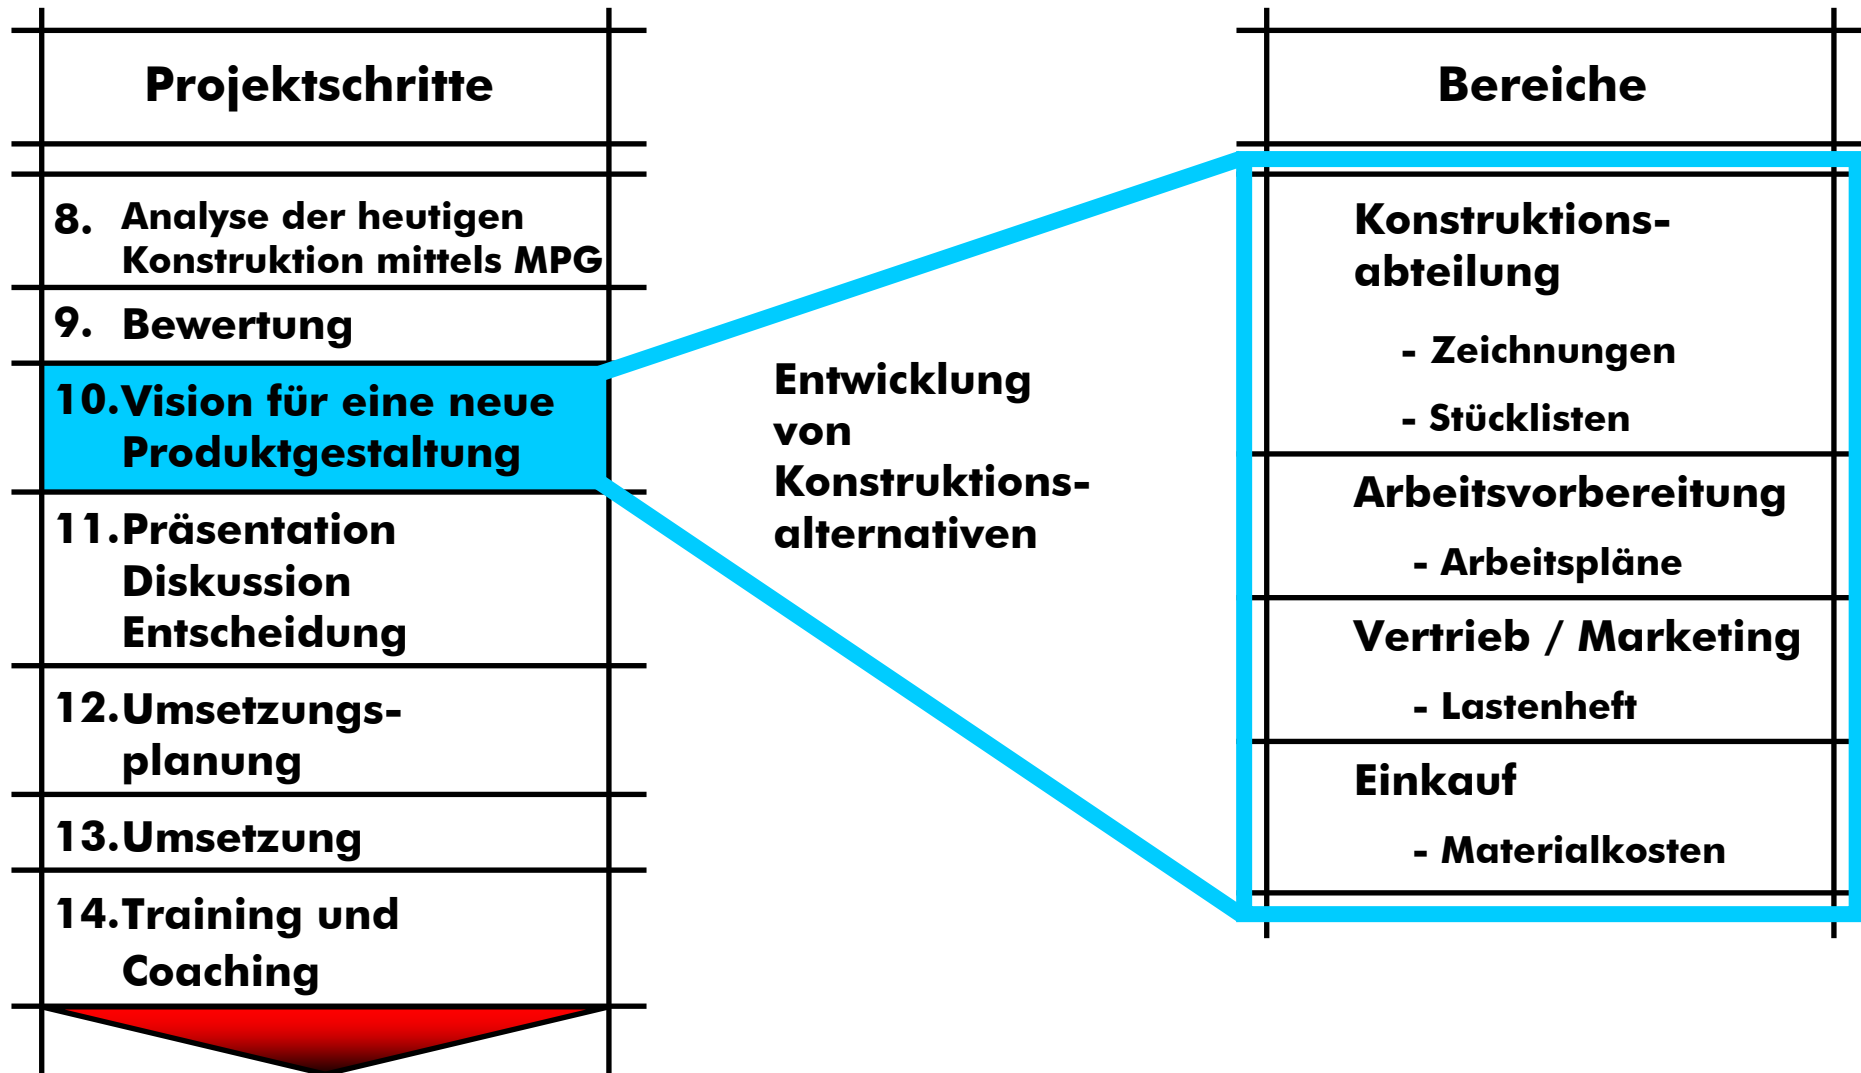 Projektschritte
8. Analyse der heutigen
Konstruktion mittels MPG
9. Bewertung
10. Vision für eine neue
Produktgestaltung
11. Präsentation
Diskussion
Entscheidung
12. Umsetzungs-
planung
13. Umsetzung
14. Training und
Coaching
Entwicklung
von
Konstruktions-
alternativen
Bereiche
Konstruktions-
abteilung
- Zeichnungen
- Stücklisten
Arbeitsvorbereitung
- Arbeitspläne
Vertrieb / Marketing
- Lastenheft
Einkauf
- Materialkosten